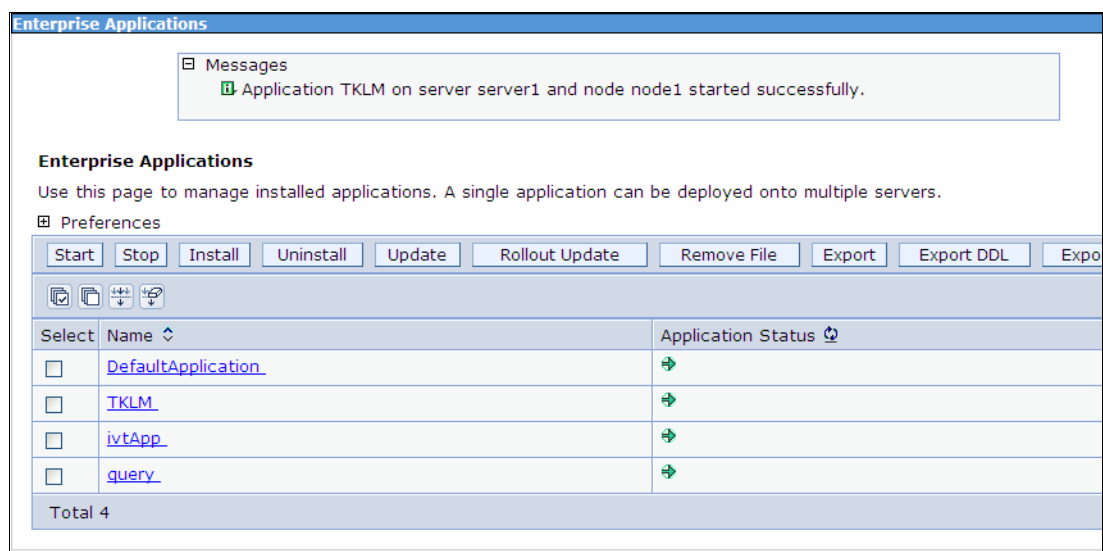 Enterprise Applications
Messages
Application TKLM on server server1 and node node1 started successfully.
Enterprise Applications
Use this page to manage installed applications. A single application can be deployed onto multiple servers.
Preferences
Start Stop Install Uninstall Update Rollout Update Remove File Export Export DDL Expo
Select Name Application Status
DefaultApplication
TKLM
ivtApp
query
Total 4